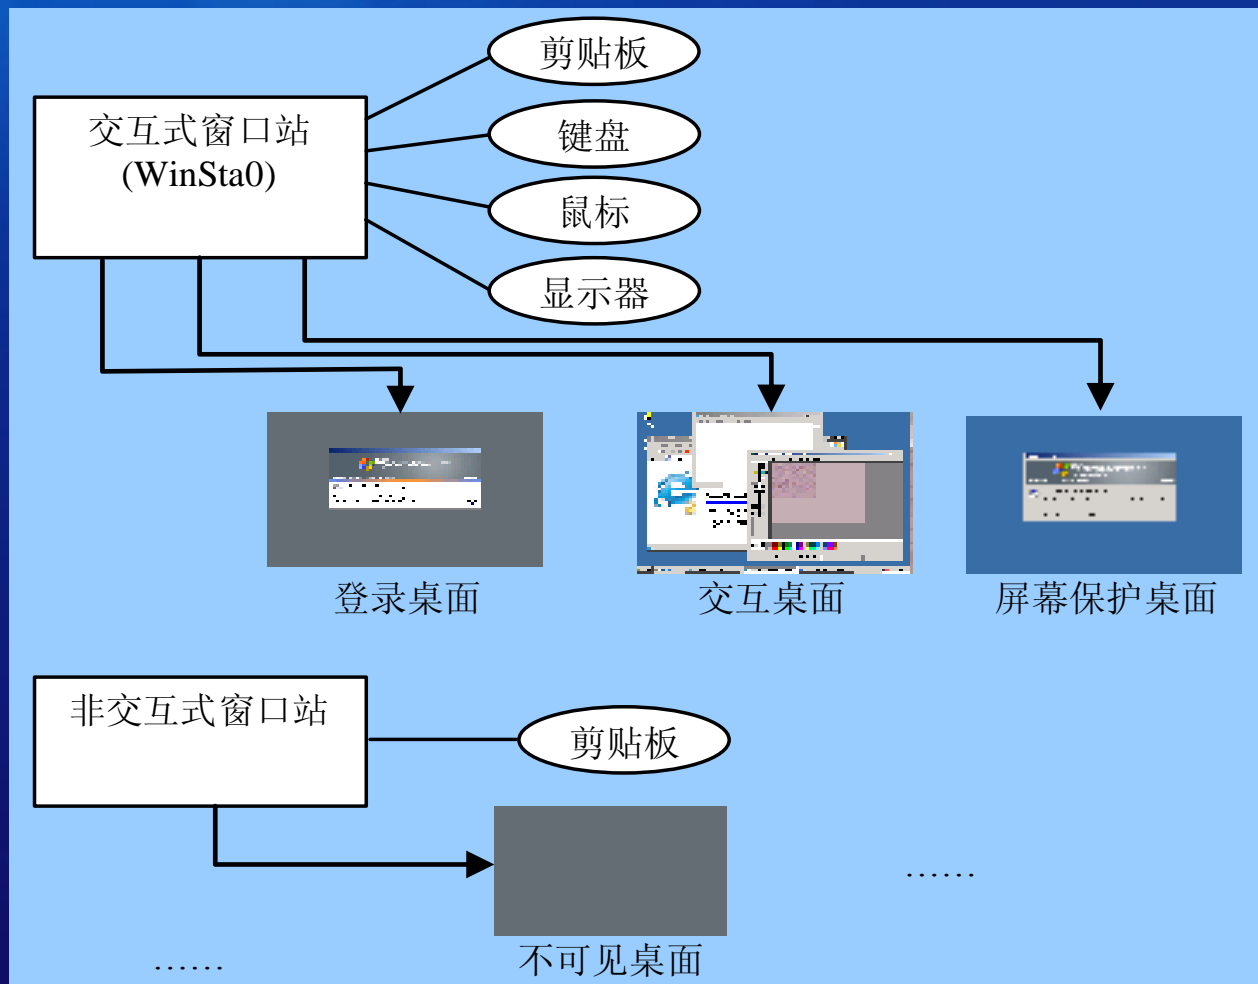 剪贴板
交互式窗口站
(WinSta0)
键盘
鼠标
显示器
登录桌面
交互桌面
屏幕保护桌面
非交互式窗口站
剪贴板
……
不可见桌面
……